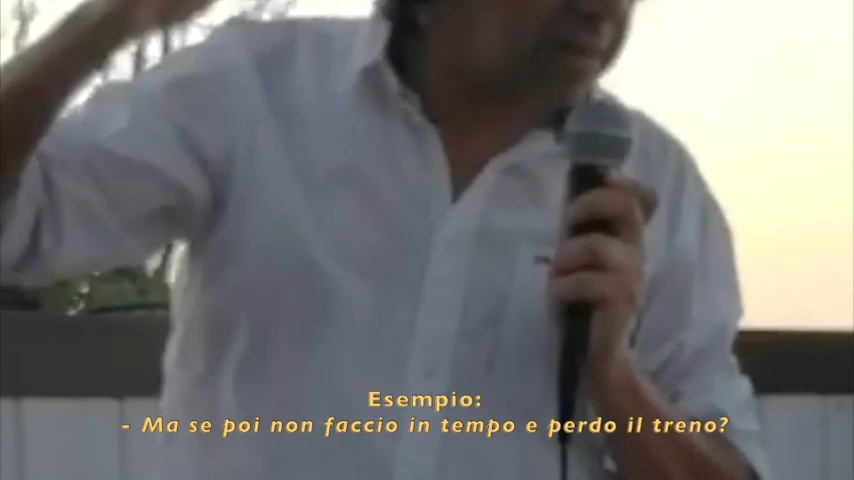 Esempio:
- Ma se poi non faccio in tempo e perdo il treno?